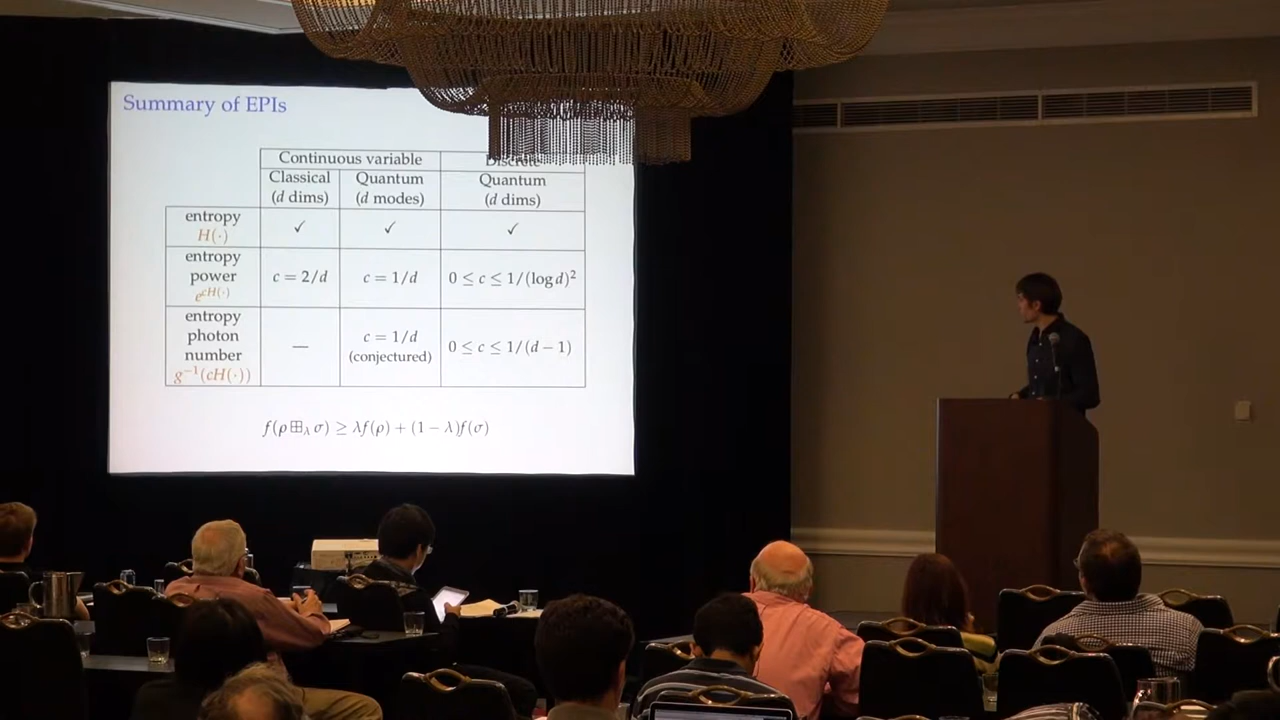 Summary of EPIs
Continuous variable Discrete
Classical (d dims) Quantum (d modes) Quantum (d dims)
entropy H(·) ✓ ✓ ✓
entropy power e^{cH(·)} c = 2/d c = 1/d 0 ≤ c ≤ 1/(log d)²
entropy photon number g⁻¹(cH(·)) — c = 1/d (conjectured) 0 ≤ c ≤ 1/(d − 1)
f(ρ ⊞_λ σ) ≥ λf(ρ) + (1 − λ)f(σ)